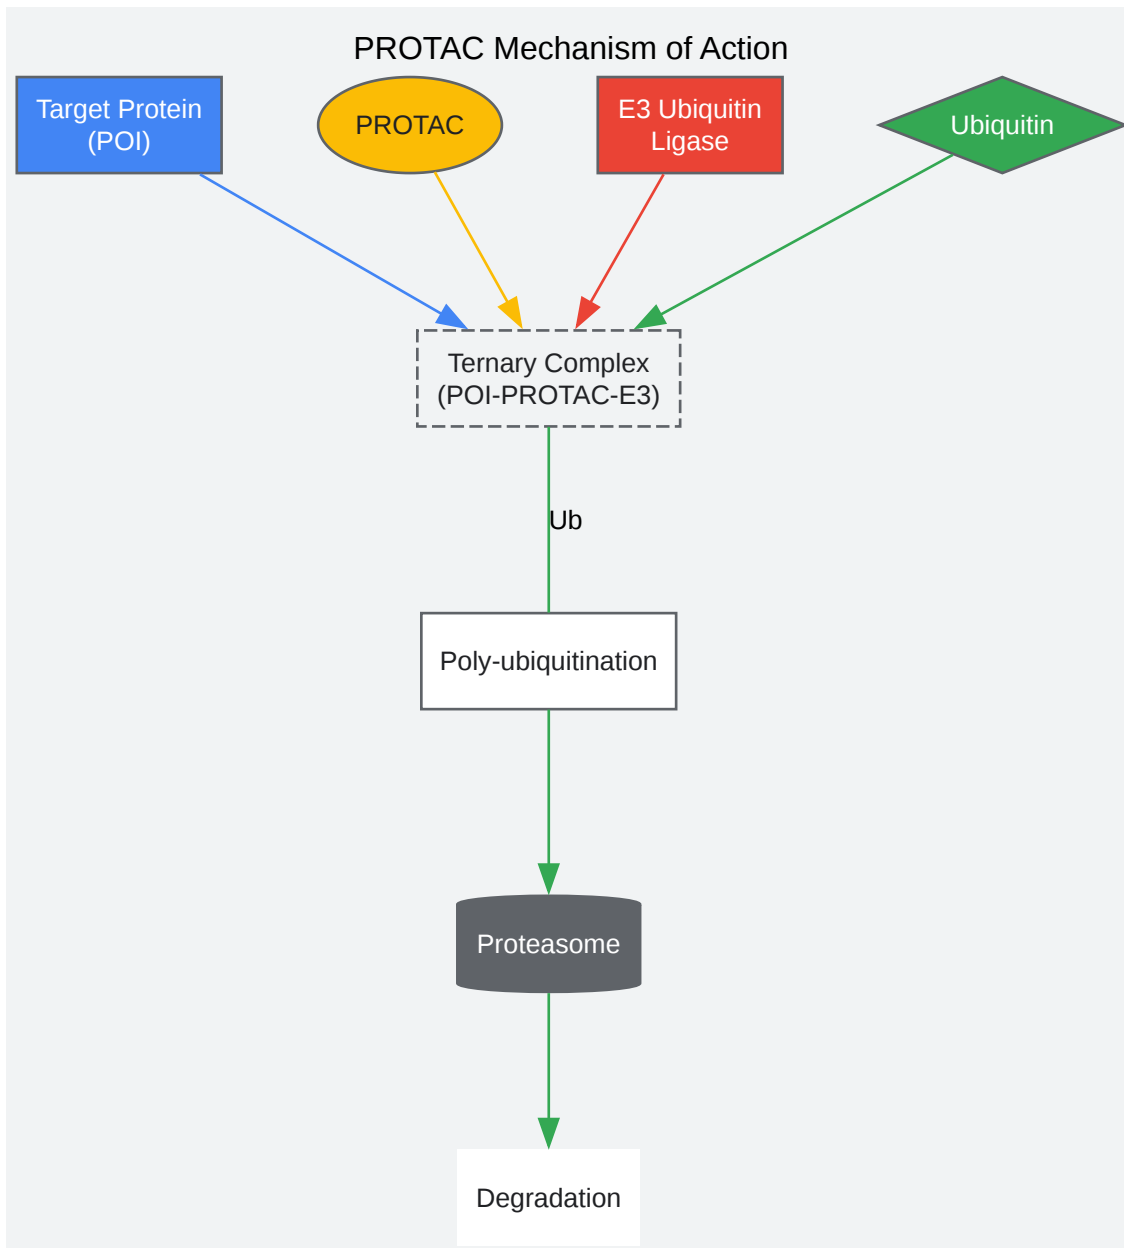 PROTAC Mechanism of Action
Target Protein
(POI)
PROTAC
E3 Ubiquitin
Ligase
Ubiquitin
Ternary Complex
(POI-PROTAC-E3)
Ub
Poly-ubiquitination
Proteasome
Degradation